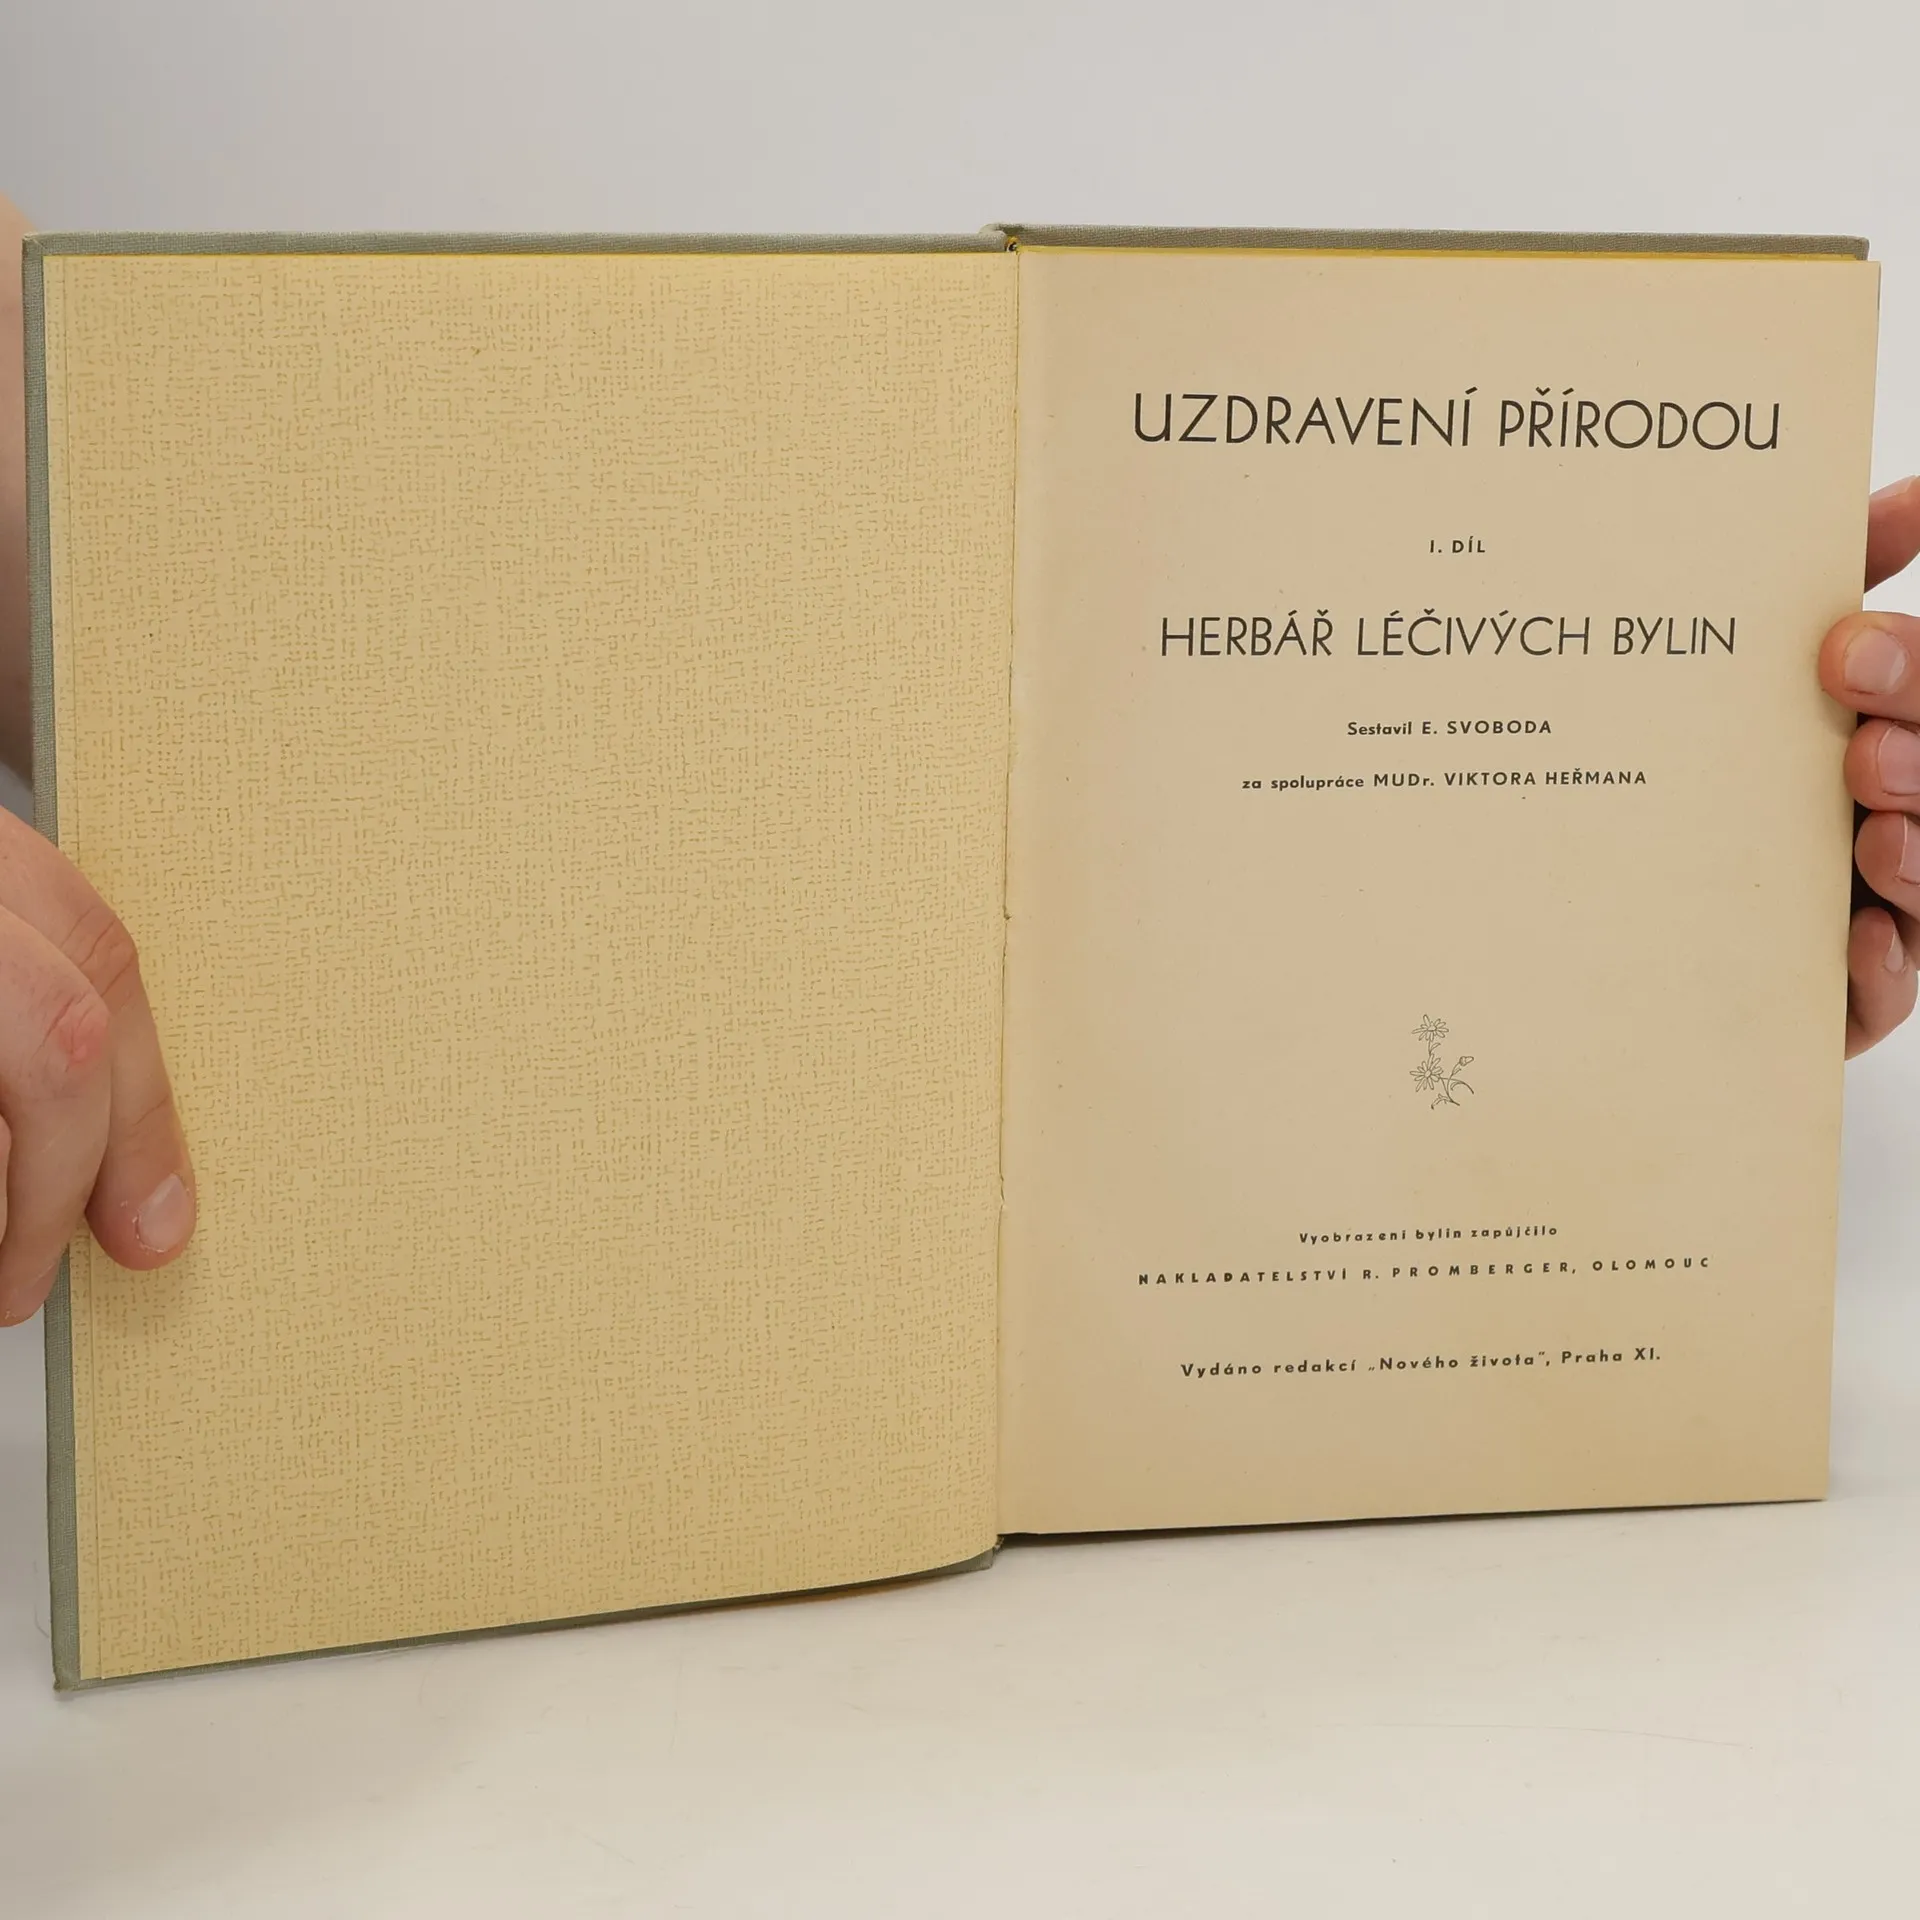 UZDRAVENÍ PŘÍRODOU
I. DÍL
HERBÁŘ LÉČIVÝCH BYLIN
Sestavil E. SVOBODA
za spolupráce MUDr. VIKTORA HEŘMANA
Vyobrazení bylin zapůjčilo
NAKLADATELSTVÍ R. PROMBERGER, OLOMOUC
Vydáno redakcí „Nového života", Praha XI.